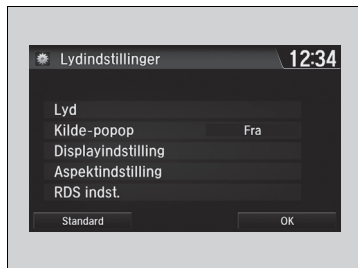 Lydindstillinger
12:34
Lyd
Kilde-popop Fra
Displayindstilling
Aspektindstilling
RDS indst.
Standard OK